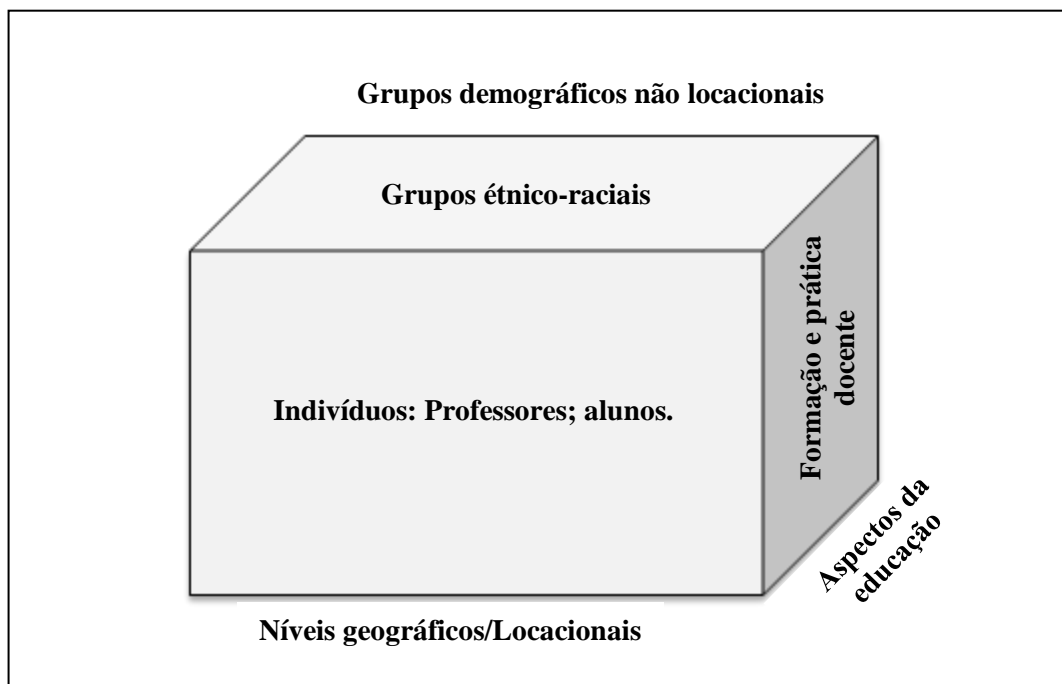 Grupos demográficos não locacionais
Grupos étnico-raciais
Indivíduos: Professores; alunos.
Formação e prática
docente
Aspectos da
educação
Níveis geográficos/Locacionais